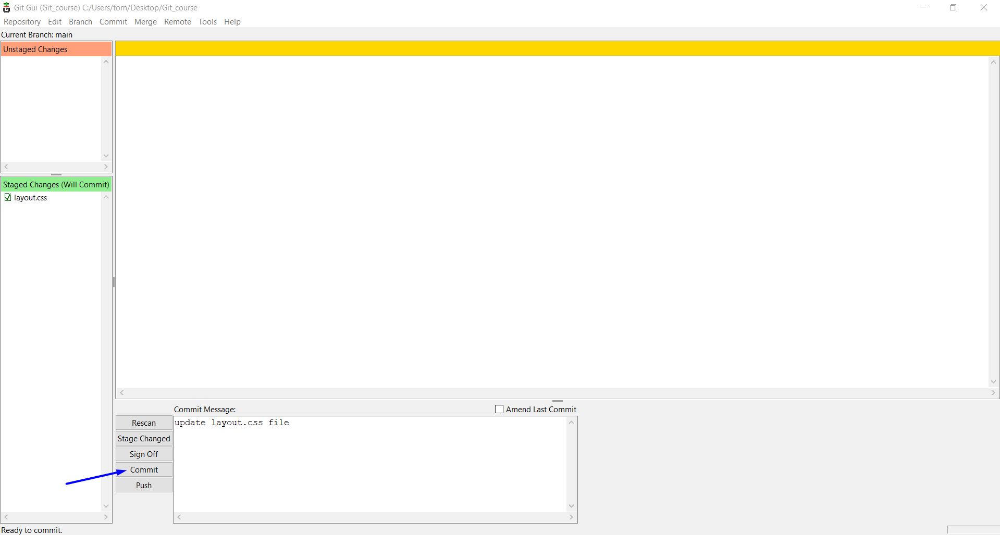 Git Gui (Git_course) C:/Users/tom/Desktop/Git_course
Repository Edit Branch Commit Merge Remote Tools Help
Current Branch: main
Unstaged Changes
Staged Changes (Will Commit)
layout.css
Commit Message:
Amend Last Commit
Rescan
Stage Changed
Sign Off
Commit
Push
update layout.css file
Ready to commit.